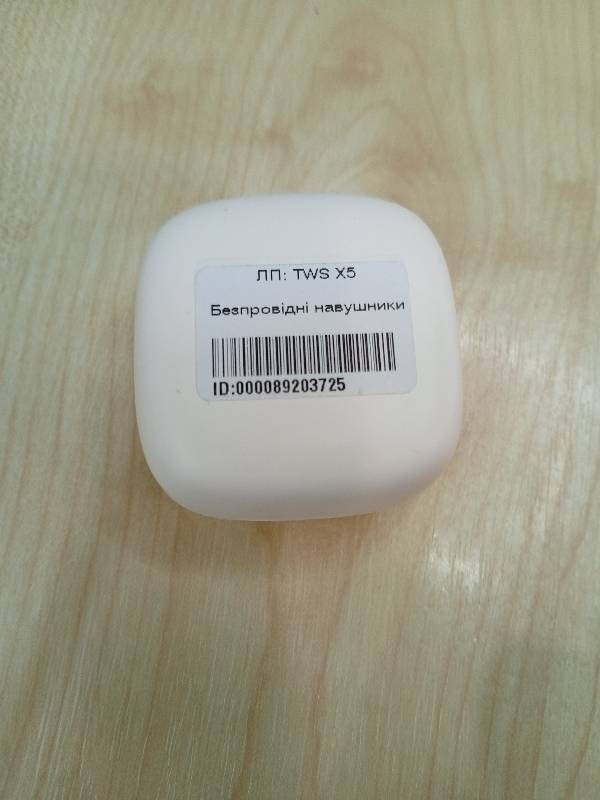 ЛП: TWS X5
Безпровідні навушники
ID:000089203725